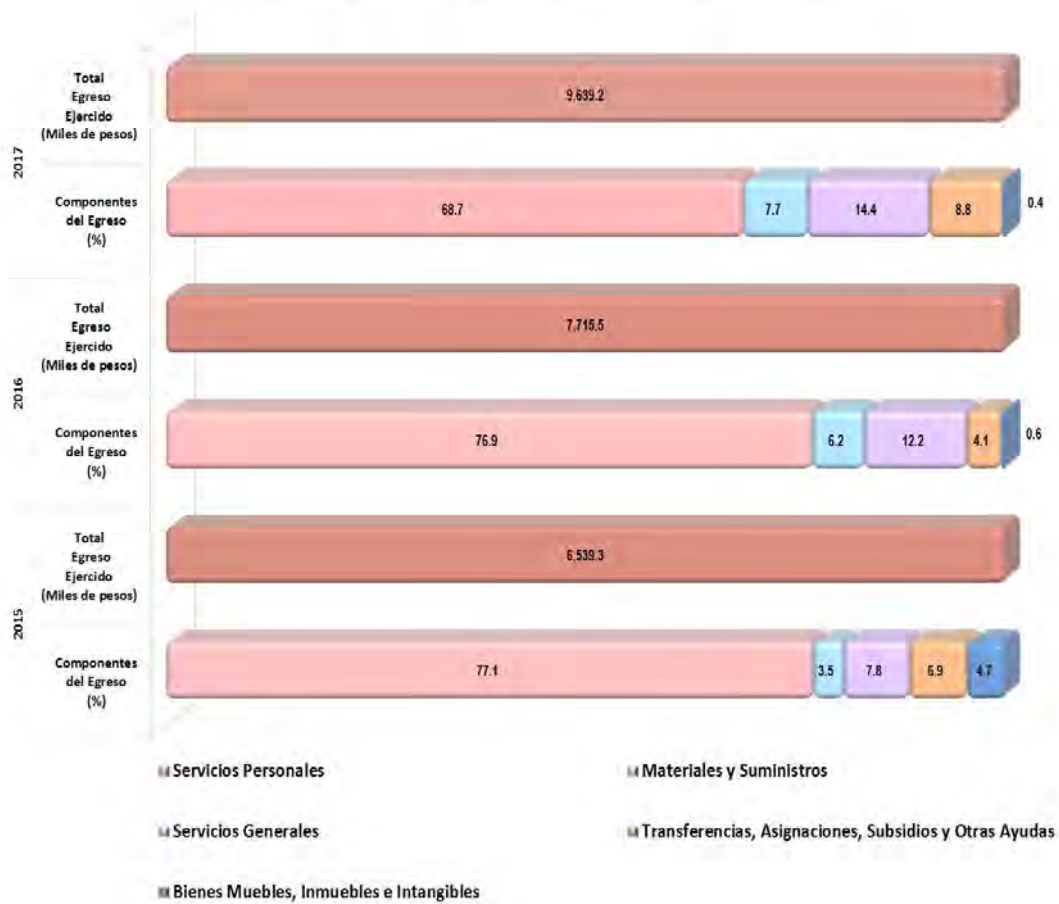 2017
Total
Egreso
Ejercido
(Miles de pesos)
9,639.2
Componentes
del Egreso
(%)
68.7 7.7 14.4 8.8 0.4
2016
Total
Egreso
Ejercido
(Miles de pesos)
7,715.5
Componentes
del Egreso
(%)
76.9 6.2 12.2 4.1 0.6
2015
Total
Egreso
Ejercido
(Miles de pesos)
6,539.3
Componentes
del Egreso
(%)
77.1 3.5 7.8 6.9 4.7
Servicios Personales
Materiales y Suministros
Servicios Generales
Transferencias, Asignaciones, Subsidios y Otras Ayudas
Bienes Muebles, Inmuebles e Intangibles